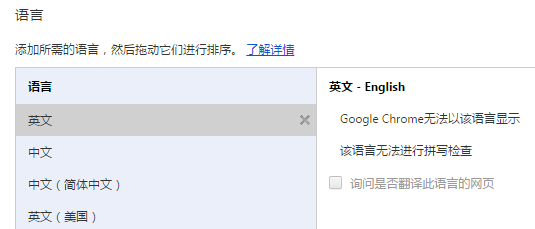 语言
添加所需的语言，然后拖动它们进行排序。 了解详情
语言
英文
中文
中文（简体中文）
英文（美国）
英文 - English
Google Chrome无法以该语言显示
该语言无法进行拼写检查
询问是否翻译此语言的网页